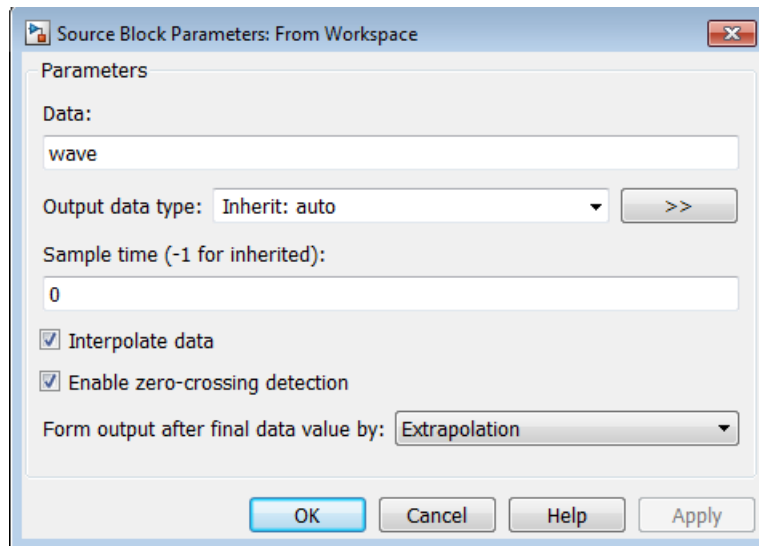 Source Block Parameters: From Workspace
Parameters
Data:
wave
Output data type: Inherit: auto >>
Sample time (-1 for inherited):
0
Interpolate data
Enable zero-crossing detection
Form output after final data value by: Extrapolation
OK Cancel Help Apply